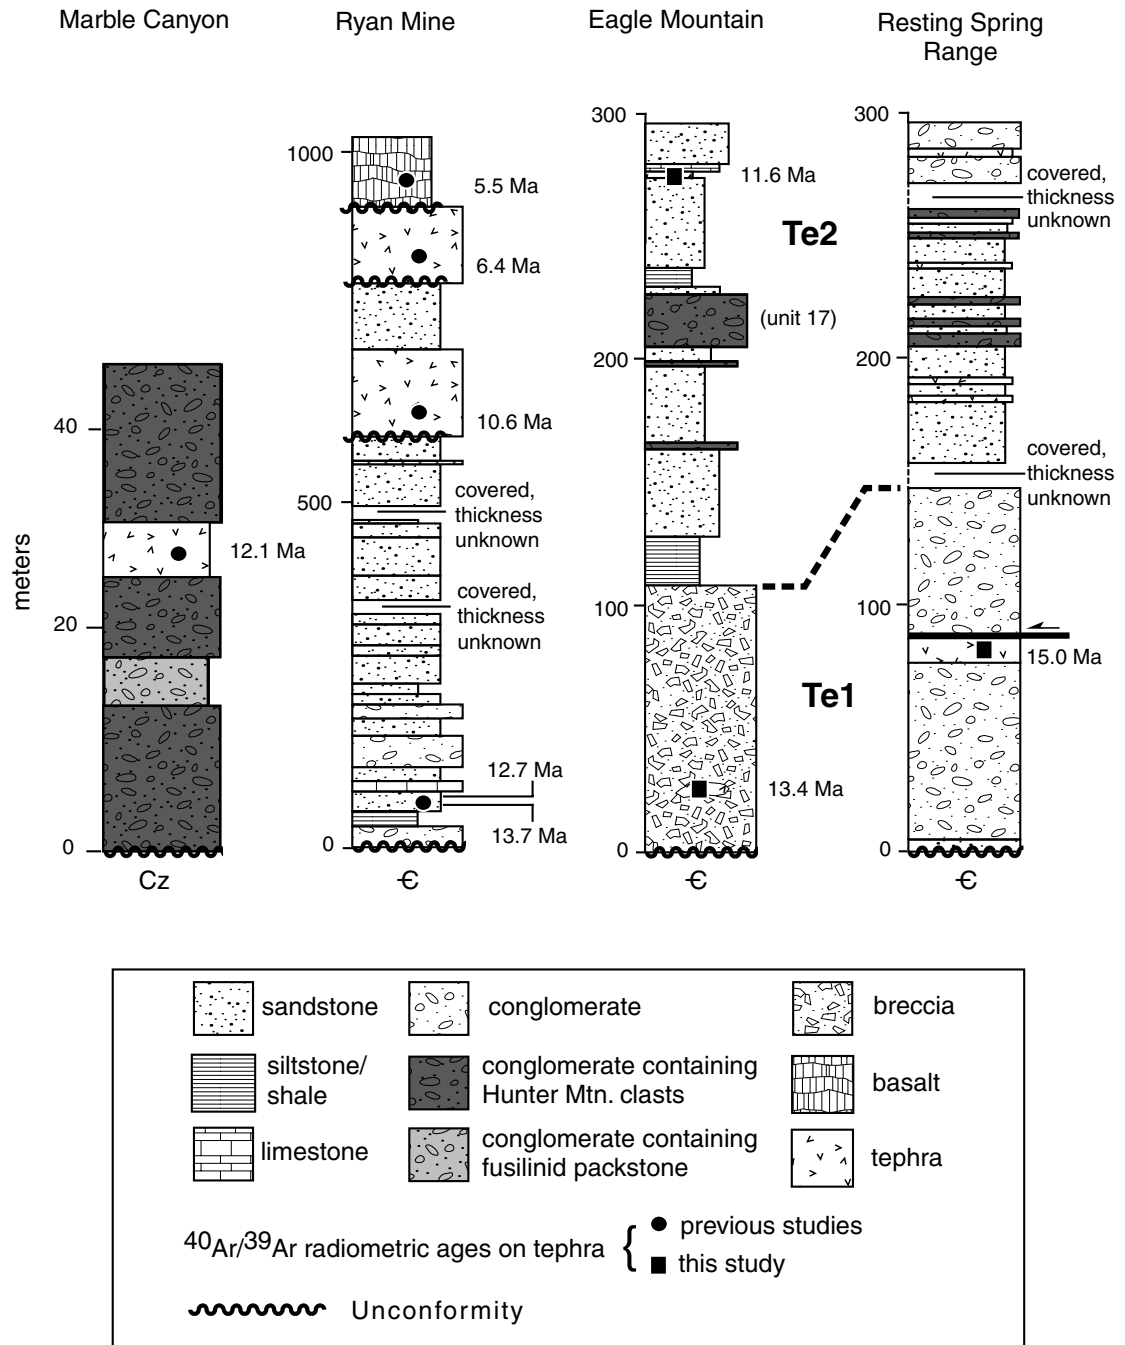 Marble Canyon
Ryan Mine
Eagle Mountain
Resting Spring
Range
meters
40
20
0
12.1 Ma
Cz
1000
500
0
5.5 Ma
6.4 Ma
10.6 Ma
covered,
thickness
unknown
covered,
thickness
unknown
12.7 Ma
13.7 Ma
Є
300
200
100
0
11.6 Ma
Te2
(unit 17)
Te1
13.4 Ma
Є
300
200
100
0
covered,
thickness
unknown
covered,
thickness
unknown
15.0 Ma
Є
sandstone
conglomerate
breccia
siltstone/
shale
conglomerate containing
Hunter Mtn. clasts
basalt
limestone
conglomerate containing
fusilinid packstone
tephra
40Ar/39Ar radiometric ages on tephra {
previous studies
this study
Unconformity